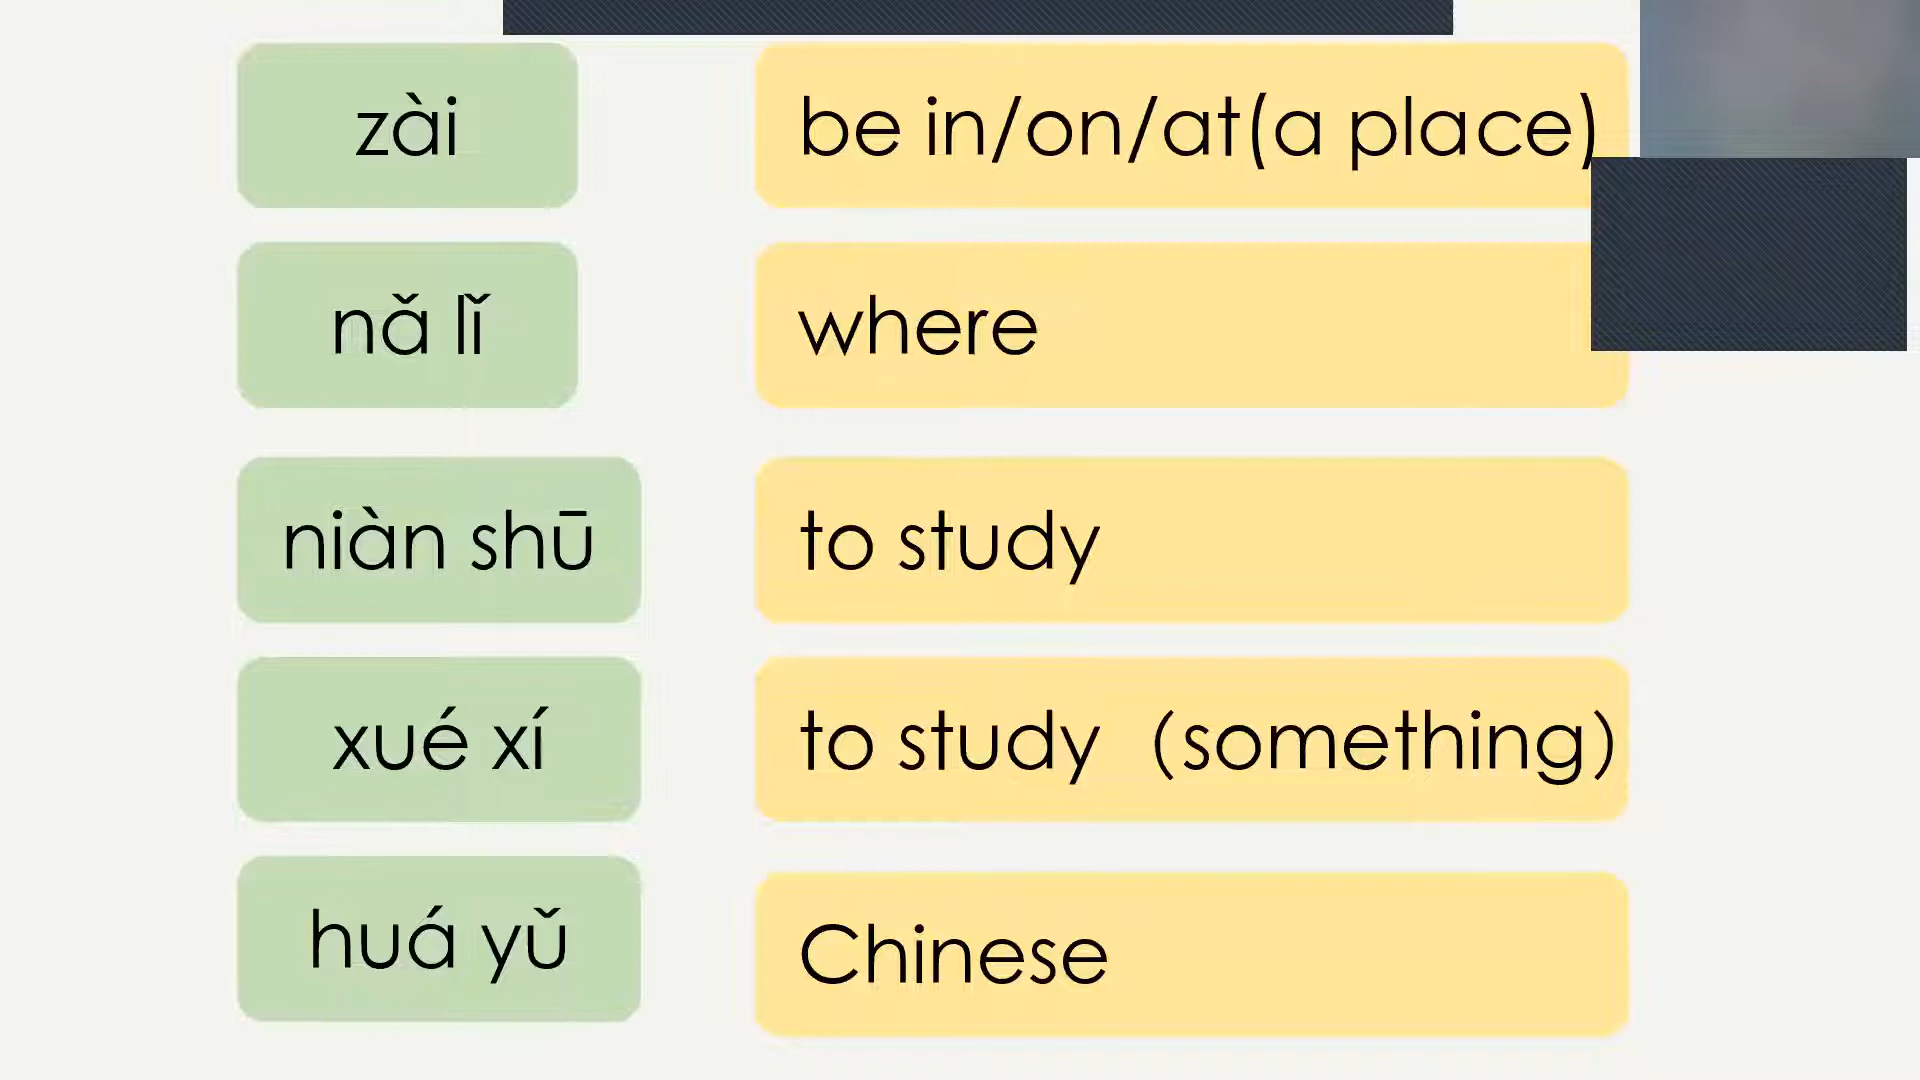 zài
be in/on/at(a place)
nǎ lǐ
where
niàn shū
to study
xué xí
to study（something）
huá yǔ
Chinese